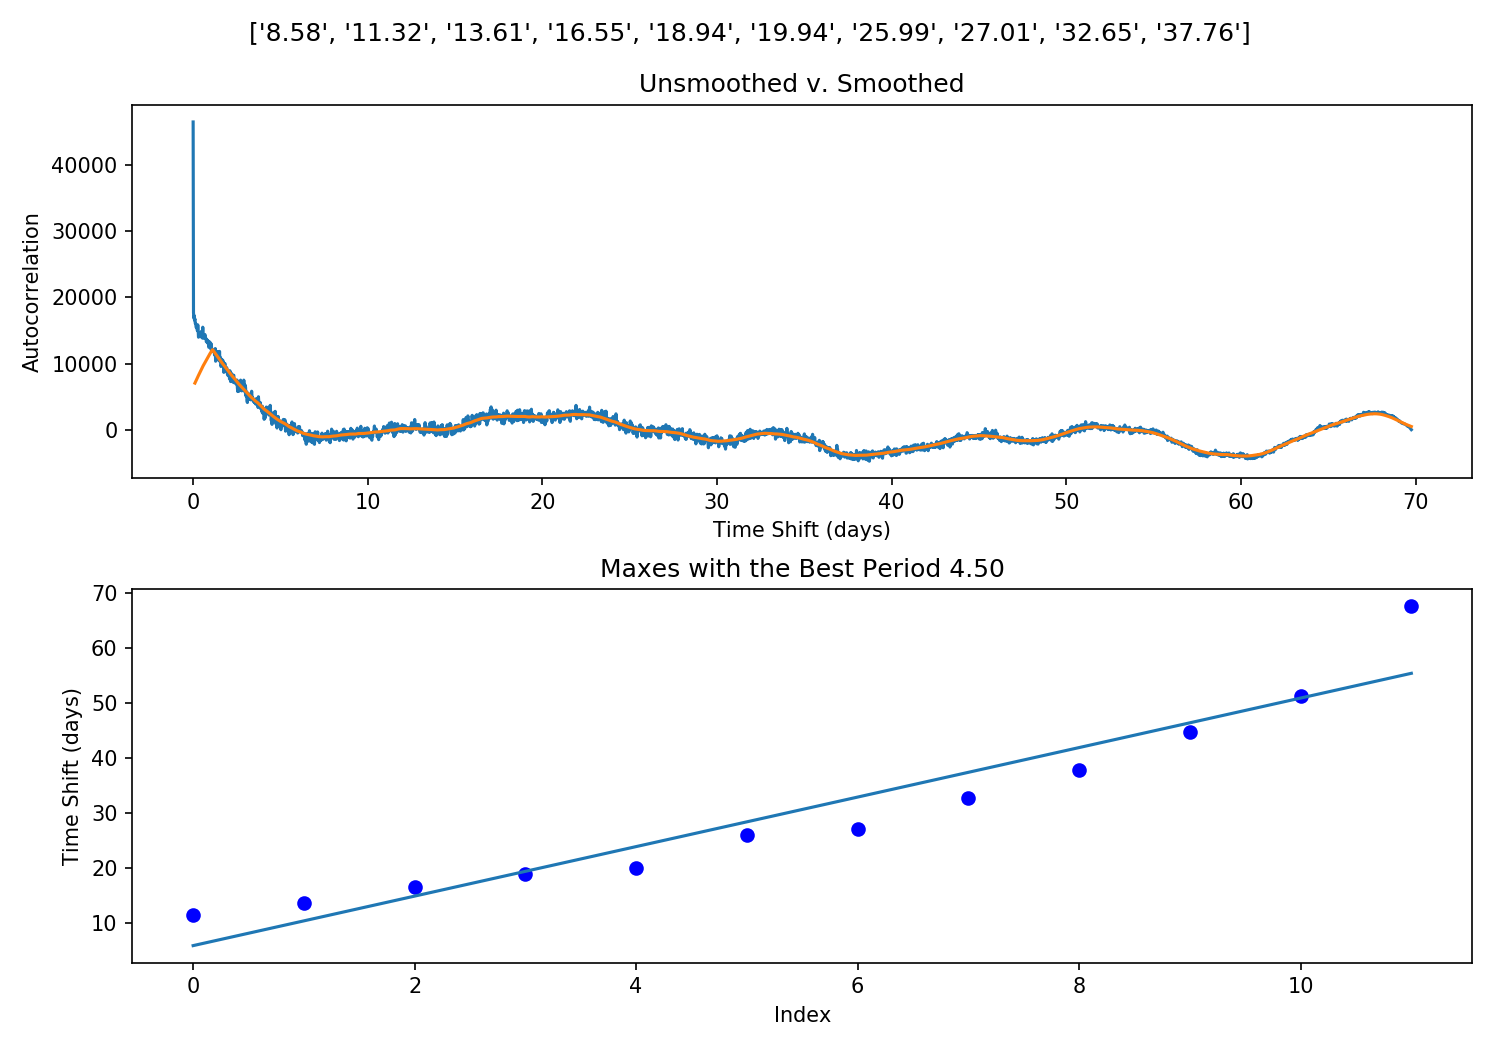 ['8.58', '11.32', '13.61', '16.55', '18.94', '19.94', '25.99', '27.01', '32.65', '37.76']
Unsmoothed v. Smoothed
Autocorrelation
40000
30000
20000
10000
0
0 10 20 30 40 50 60 70
Time Shift (days)
Maxes with the Best Period 4.50
Time Shift (days)
70
60
50
40
30
20
10
0 2 4 6 8 10
Index